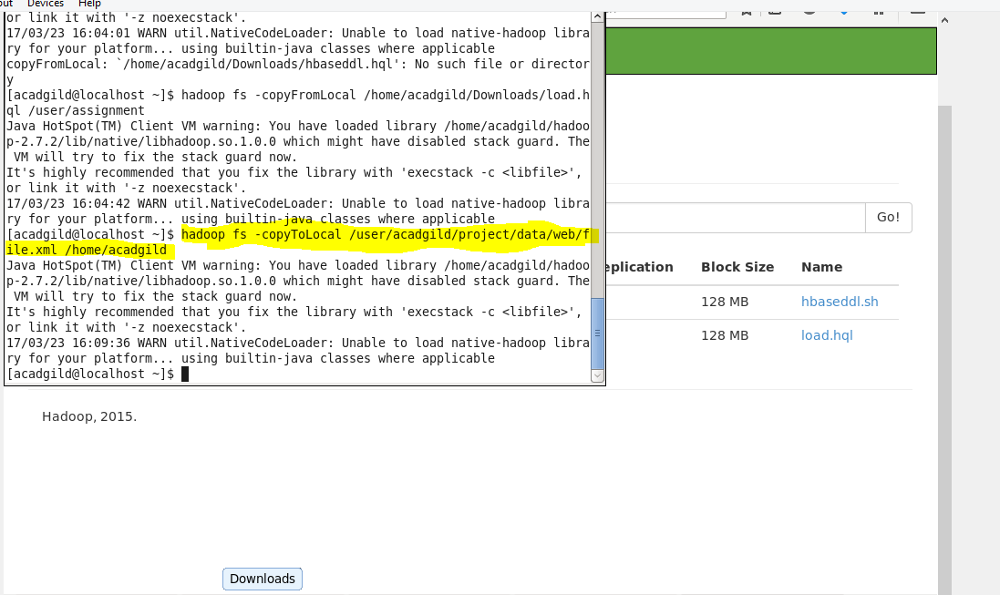 Devices Help
or link it with '-z noexecstack'.
17/03/23 16:04:01 WARN util.NativeCodeLoader: Unable to load native-hadoop libra
ry for your platform... using builtin-java classes where applicable
copyFromLocal: `/home/acadgild/Downloads/hbaseddl.hql': No such file or director
y
[acadgild@localhost ~]$ hadoop fs -copyFromLocal /home/acadgild/Downloads/load.h
ql /user/assignment
Java HotSpot(TM) Client VM warning: You have loaded library /home/acadgild/hadoo
p-2.7.2/lib/native/libhadoop.so.1.0.0 which might have disabled stack guard. The
 VM will try to fix the stack guard now.
It's highly recommended that you fix the library with 'execstack -c <libfile>',
or link it with '-z noexecstack'.
17/03/23 16:04:42 WARN util.NativeCodeLoader: Unable to load native-hadoop libra
ry for your platform... using builtin-java classes where applicable
[acadgild@localhost ~]$ hadoop fs -copyToLocal /user/acadgild/project/data/web/f
ile.xml /home/acadgild
Java HotSpot(TM) Client VM warning: You have loaded library /home/acadgild/hadoo
p-2.7.2/lib/native/libhadoop.so.1.0.0 which might have disabled stack guard. The
 VM will try to fix the stack guard now.
It's highly recommended that you fix the library with 'execstack -c <libfile>',
or link it with '-z noexecstack'.
17/03/23 16:09:36 WARN util.NativeCodeLoader: Unable to load native-hadoop libra
ry for your platform... using builtin-java classes where applicable
[acadgild@localhost ~]$
Go!
eplication Block Size Name
128 MB hbaseddl.sh
128 MB load.hql
Hadoop, 2015.
Downloads